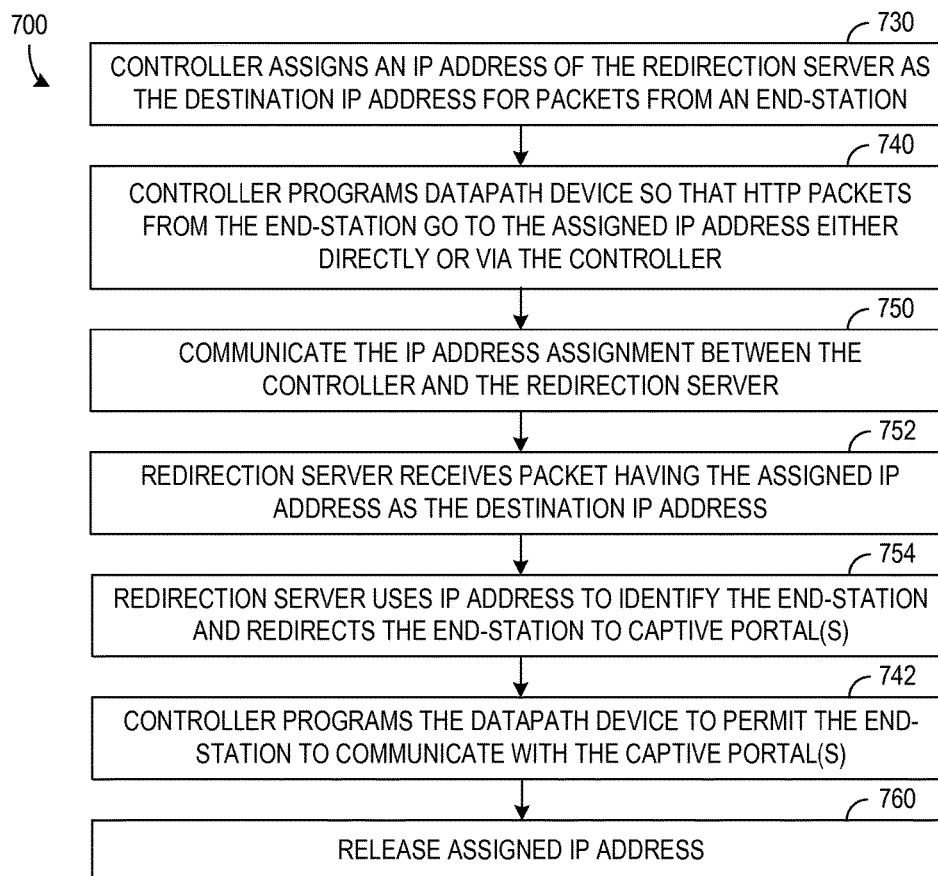 700
730
CONTROLLER ASSIGNS AN IP ADDRESS OF THE REDIRECTION SERVER AS
THE DESTINATION IP ADDRESS FOR PACKETS FROM AN END-STATION
740
CONTROLLER PROGRAMS DATAPATH DEVICE SO THAT HTTP PACKETS
FROM THE END-STATION GO TO THE ASSIGNED IP ADDRESS EITHER
DIRECTLY OR VIA THE CONTROLLER
750
COMMUNICATE THE IP ADDRESS ASSIGNMENT BETWEEN THE
CONTROLLER AND THE REDIRECTION SERVER
752
REDIRECTION SERVER RECEIVES PACKET HAVING THE ASSIGNED IP
ADDRESS AS THE DESTINATION IP ADDRESS
754
REDIRECTION SERVER USES IP ADDRESS TO IDENTIFY THE END-STATION
AND REDIRECTS THE END-STATION TO CAPTIVE PORTAL(S)
742
CONTROLLER PROGRAMS THE DATAPATH DEVICE TO PERMIT THE END-
STATION TO COMMUNICATE WITH THE CAPTIVE PORTAL(S)
760
RELEASE ASSIGNED IP ADDRESS